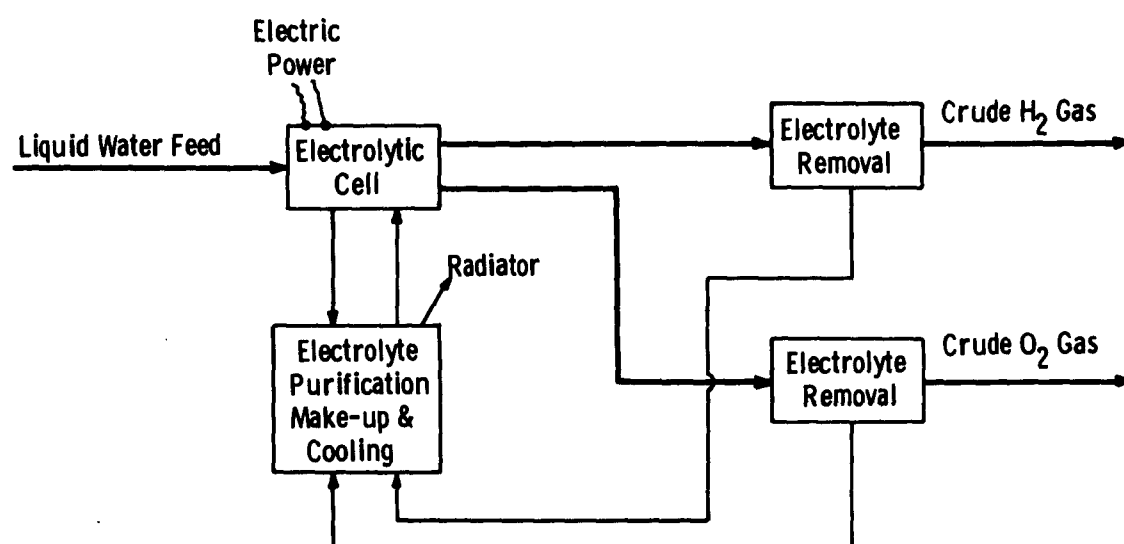 Electric
Power
Liquid Water Feed
Electrolytic
Cell
Electrolyte
Removal
Crude H2 Gas
Radiator
Electrolyte
Purification
Make-up &
Cooling
Electrolyte
Removal
Crude O2 Gas